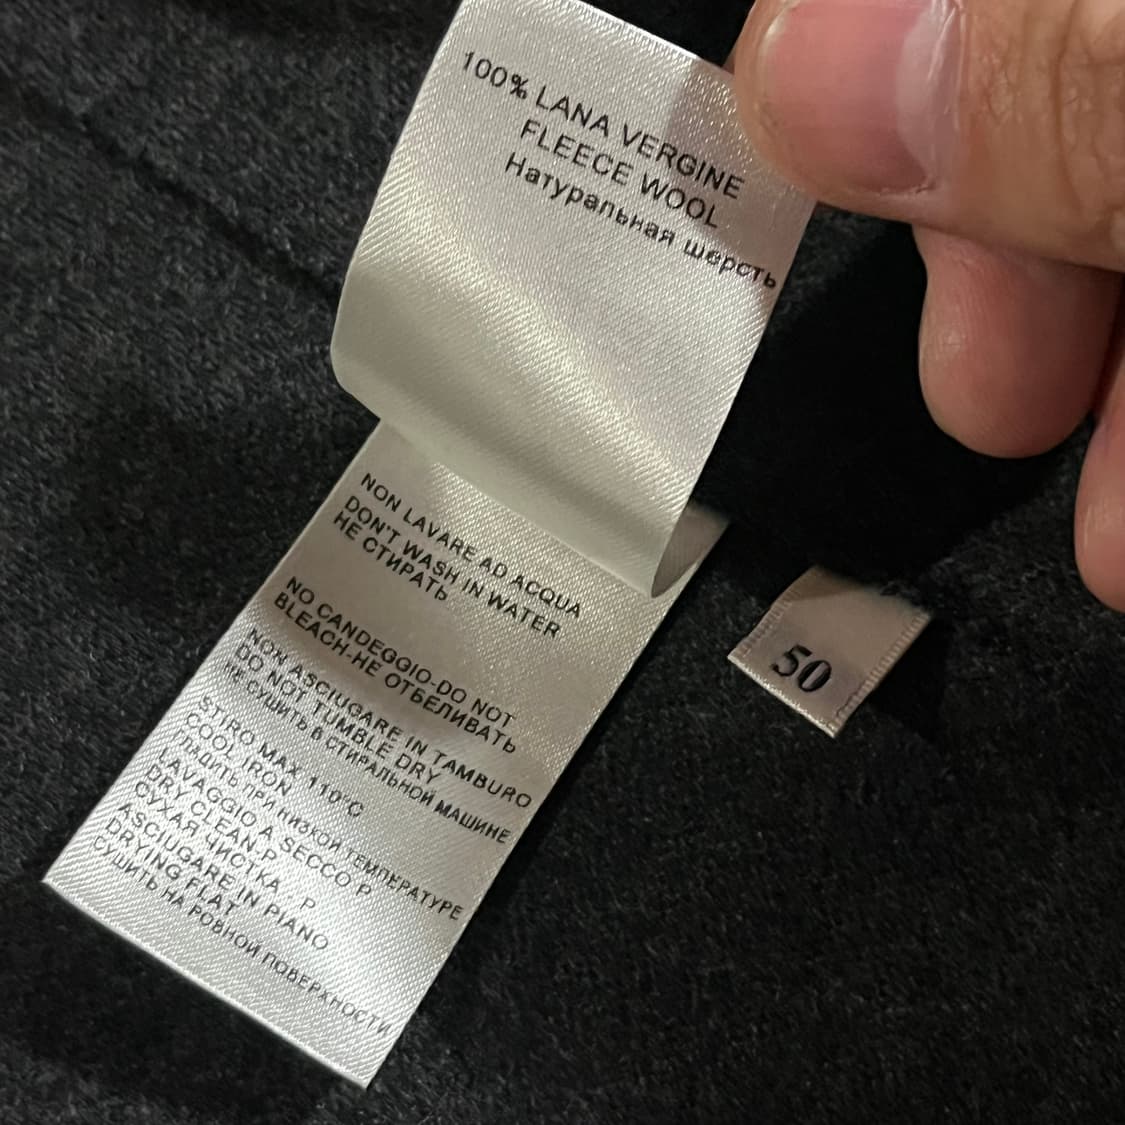 100% LANA VERGINE
FLEECE WOOL
Натуральная шерсть
NON LAVARE AD ACQUA
DON'T WASH IN WATER
НЕ СТИРАТЬ
NO CANDEGGIO-DO NOT
BLEACH-НЕ ОТБЕЛИВАТЬ
NON ASCIUGARE IN TAMBURO
DO NOT TUMBLE DRY
НЕ СУШИТЬ В СТИРАЛЬНОЙ МАШИНЕ
STIRO MAX 110°C
COOL IRON
ГЛАДИТЬ ПРИ НИЗКОЙ ТЕМПЕРАТУРЕ
LAVAGGIO A SECCO P
DRY CLEAN P
СУХАЯ ЧИСТКА P
ASCIUGARE IN PIANO
DRYING FLAT
СУШИТЬ НА РОВНОЙ ПОВЕРХНОСТИ
50